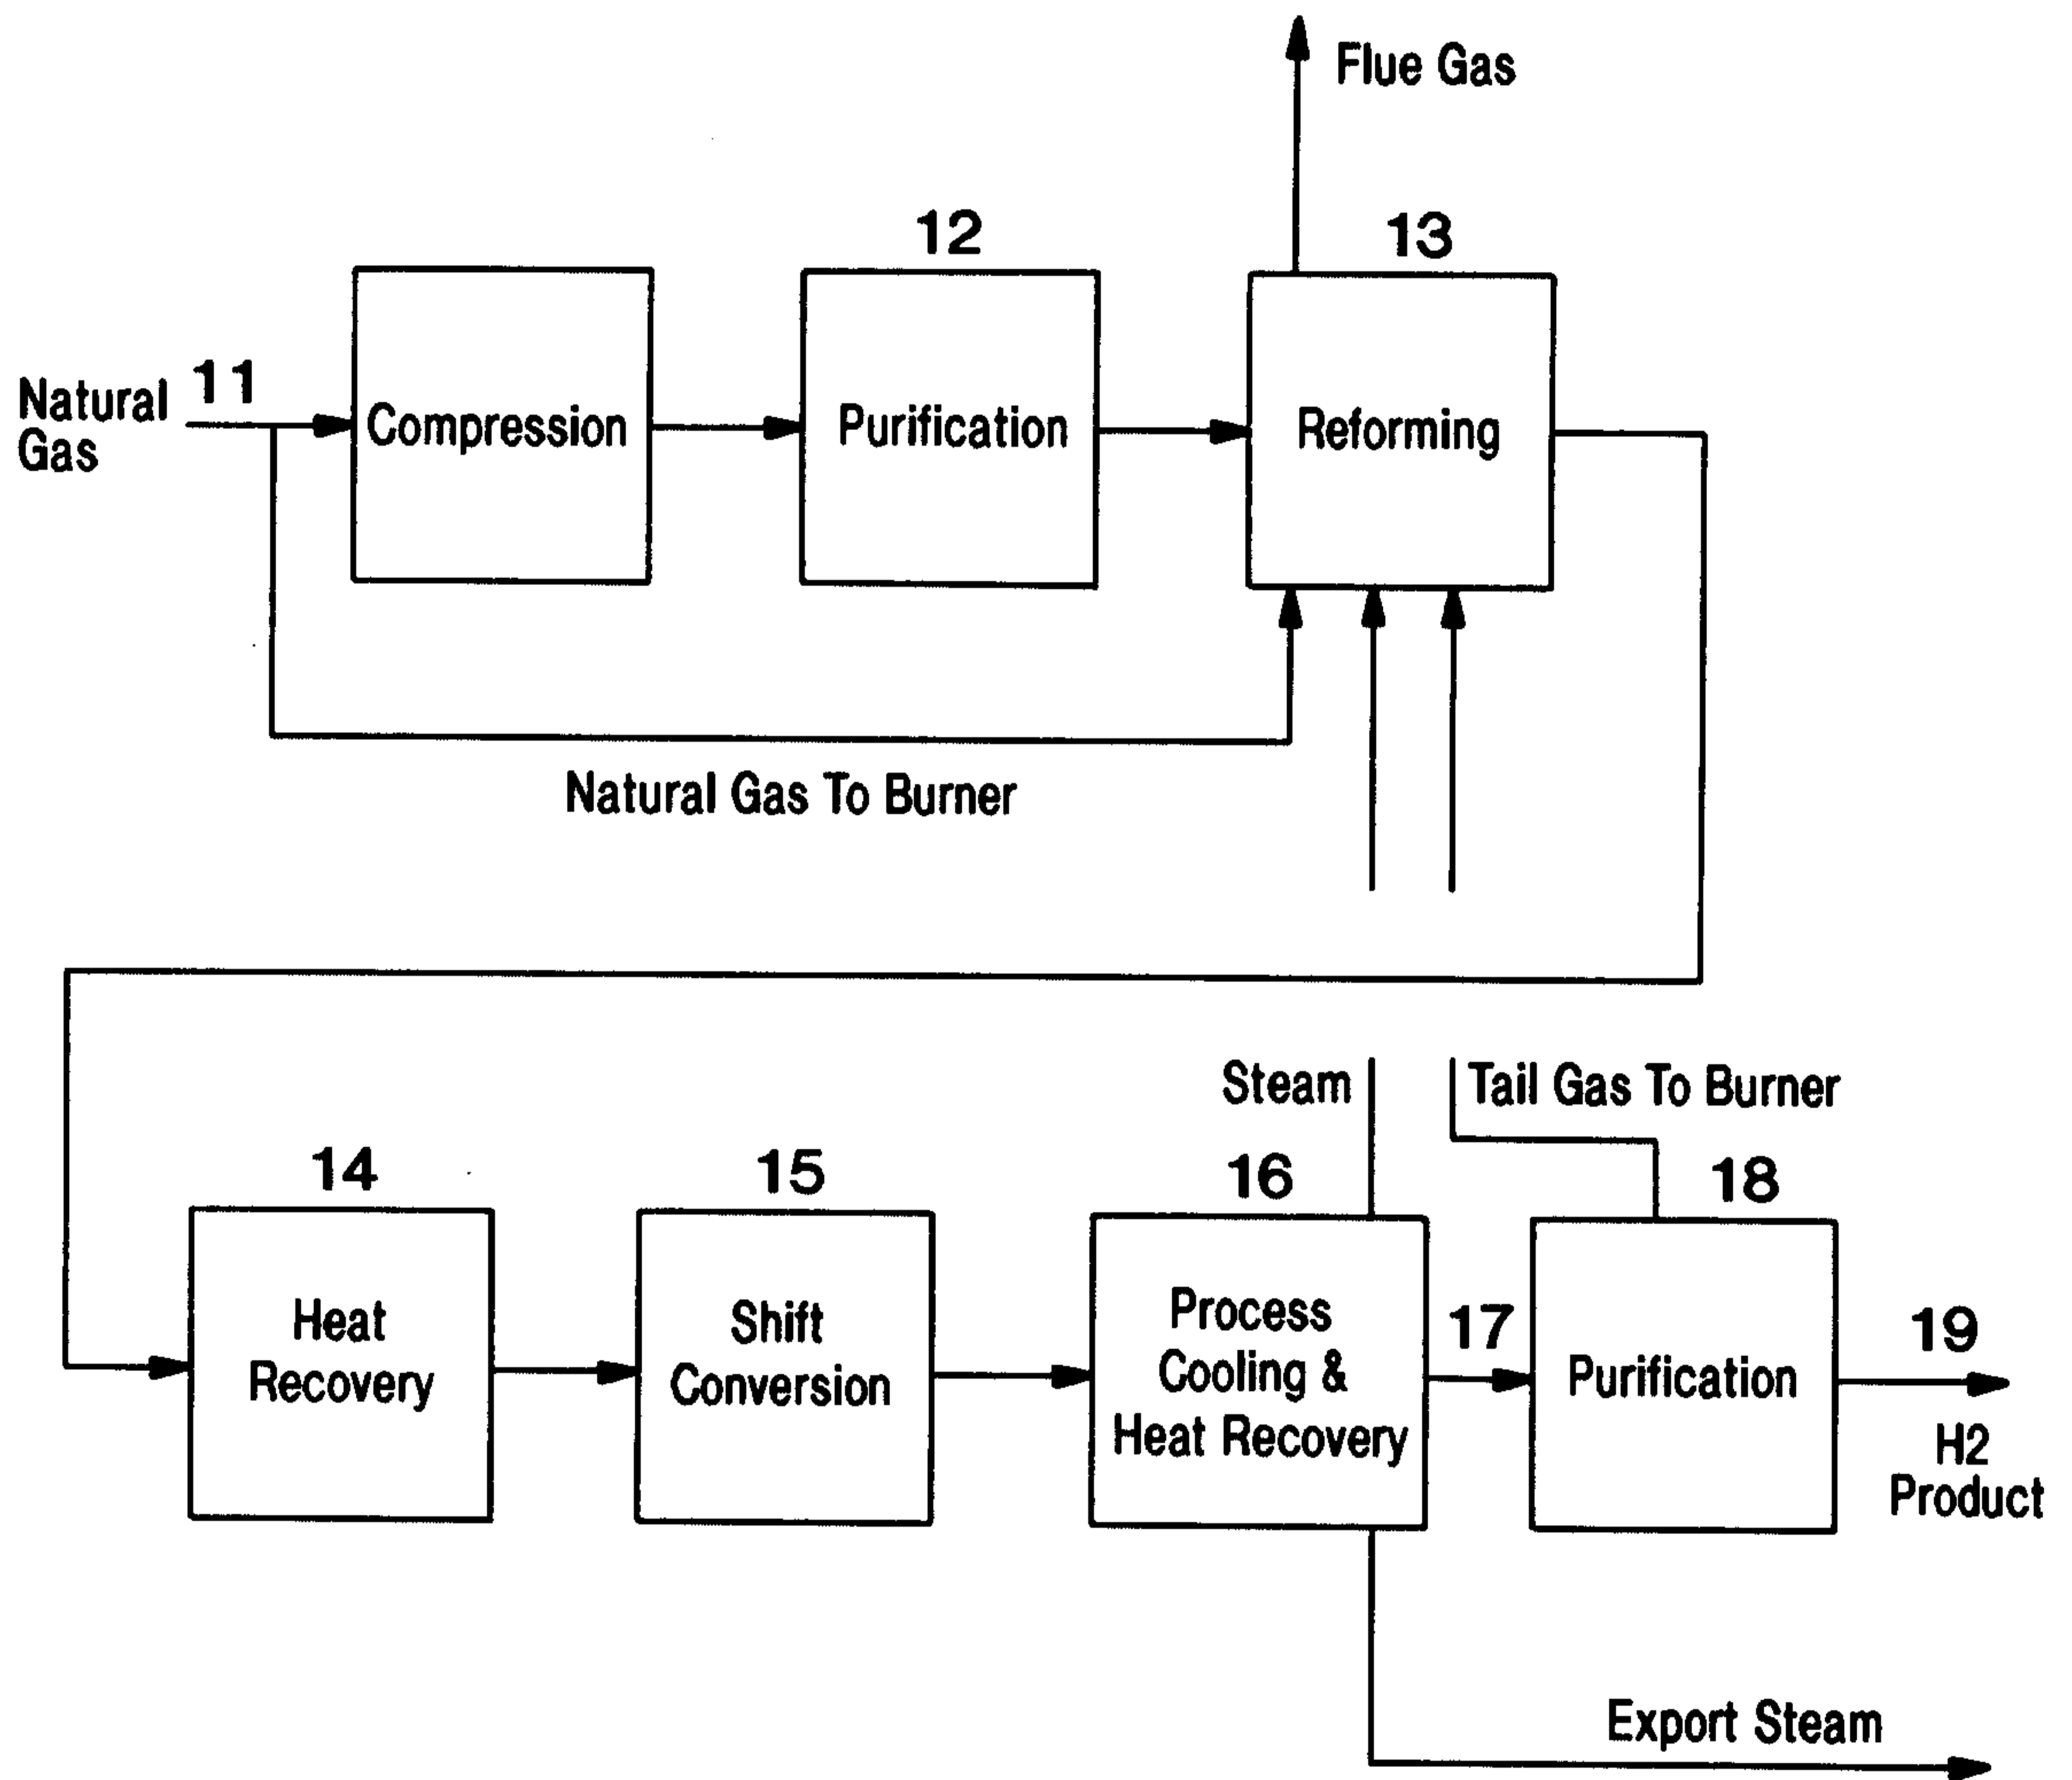 Flue Gas
12
13
11
Natural
Gas
Compression
Purification
Reforming
Natural Gas To Burner
Steam
Tail Gas To Burner
14
15
16
18
Heat
Recovery
Shift
Conversion
Process
Cooling &
Heat Recovery
17
Purification
19
H2
Product
Export Steam